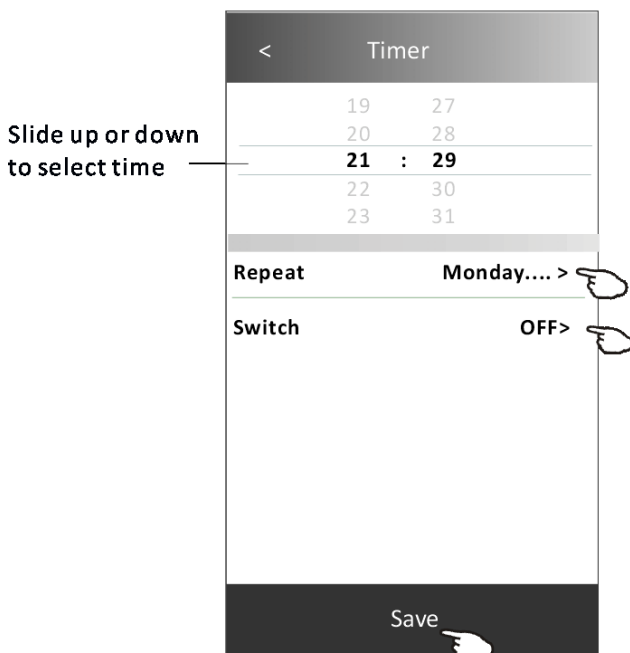 < Timer
19 27
20 28
21 : 29
22 30
23 31
Slide up or down
to select time
Repeat Monday.... >
Switch OFF>
Save